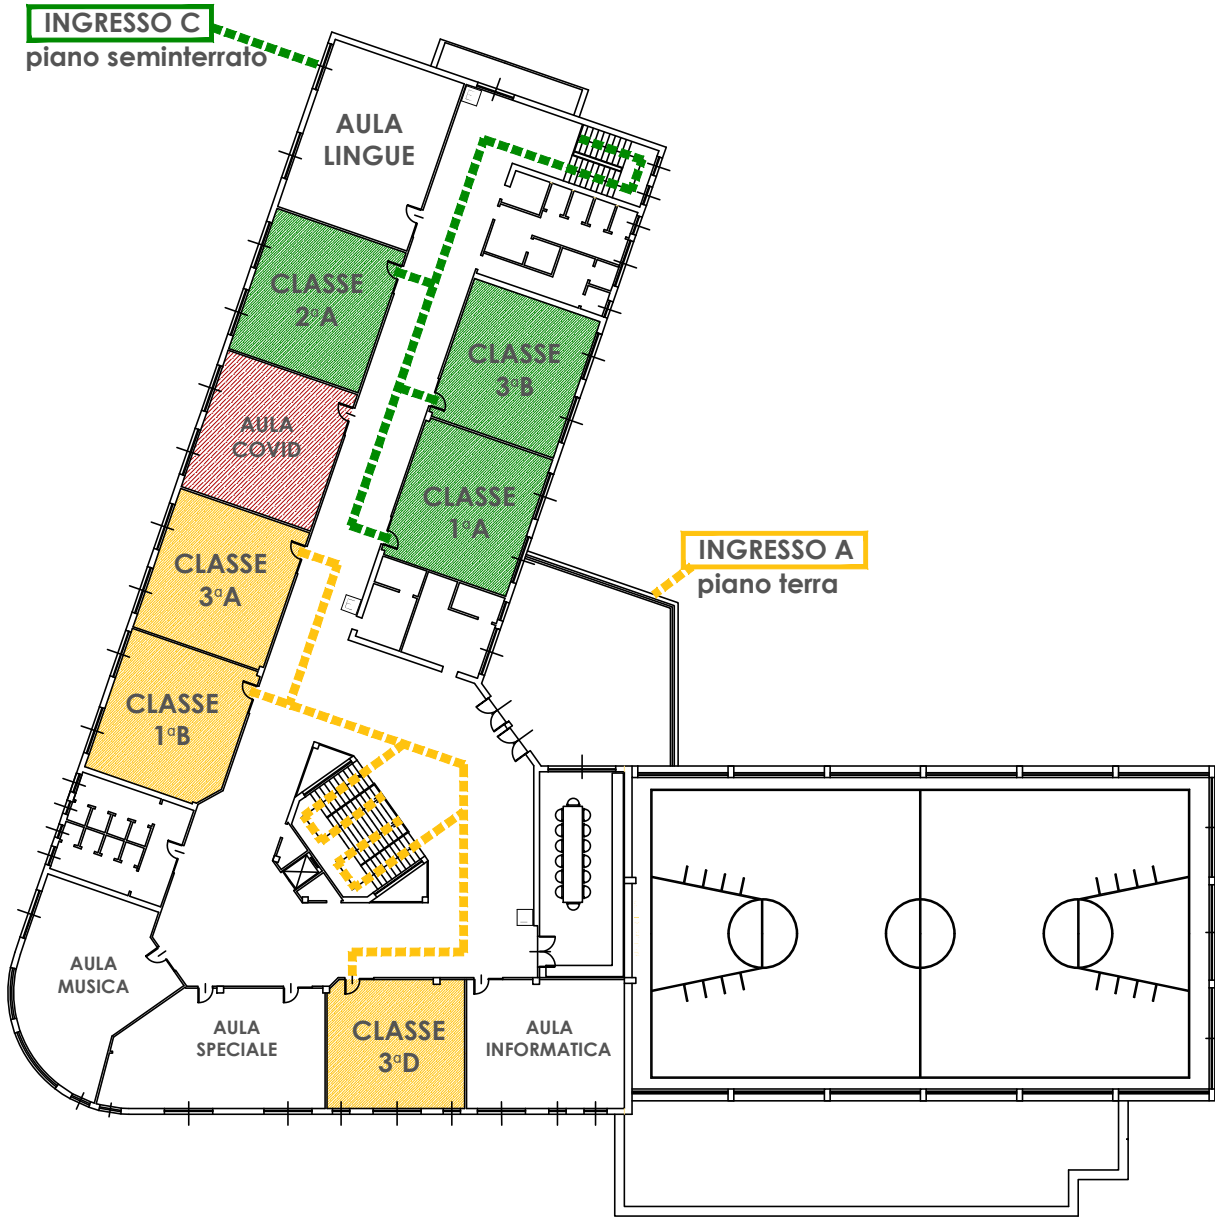 INGRESSO C
piano seminterrato
AULA
LINGUE
CLASSE
2ªA
CLASSE
3ªB
AULA
COVID
CLASSE
1ªA
INGRESSO A
piano terra
CLASSE
3ªA
CLASSE
1ªB
AULA
MUSICA
AULA
SPECIALE
CLASSE
3ªD
AULA
INFORMATICA